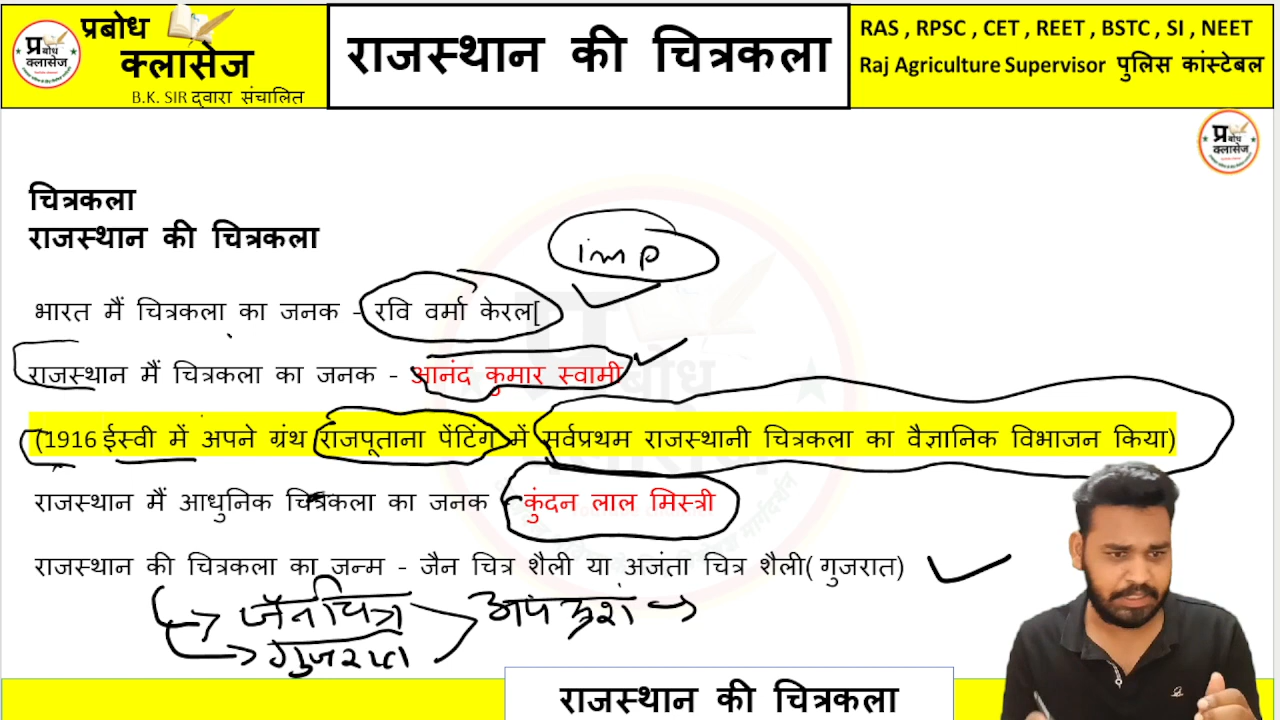 प्रबोध
क्लासेज
B.K. SIR द्वारा संचालित
प्रबोध
क्लासेज
राजस्थान की चित्रकला
RAS , RPSC , CET , REET , BSTC , SI , NEET
Raj Agriculture Supervisor पुलिस कांस्टेबल
प्रबोध
क्लासेज
चित्रकला
राजस्थान की चित्रकला
imp
भारत मैं चित्रकला का जनक - रवि वर्मा केरल[
राजस्थान मैं चित्रकला का जनक - आनंद कुमार स्वामी
(1916 ईस्वी में अपने ग्रंथ राजपूताना पेंटिंग में सर्वप्रथम राजस्थानी चित्रकला का वैज्ञानिक विभाजन किया)
राजस्थान मैं आधुनिक चित्रकला का जनक - कुंदन लाल मिस्त्री
राजस्थान की चित्रकला का जन्म - जैन चित्र शैली या अजंता चित्र शैली( गुजरात)
जैन चित्र
गुजरात
राजस्थान की चित्रकला